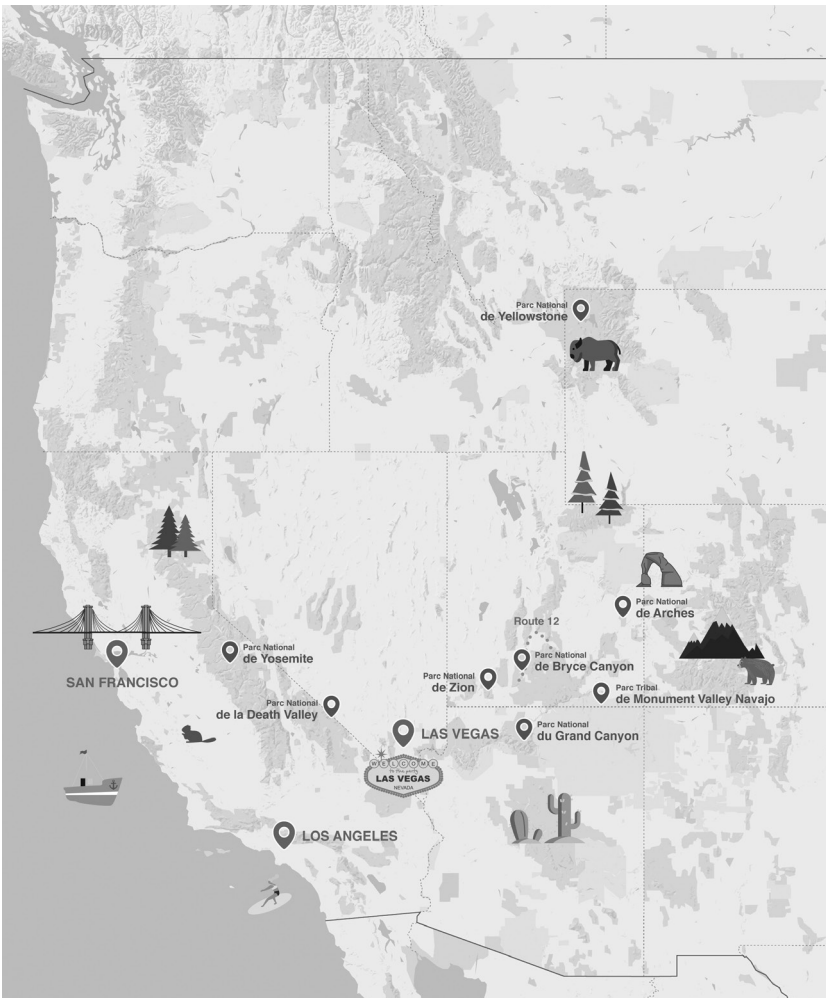 Parc National
de Yellowstone
Parc National
de Arches
Route 12
Parc National
de Yosemite
Parc National
de Bryce Canyon
SAN FRANCISCO
Parc National
de Zion
Parc Tribal
de Monument Valley Navajo
Parc National
de la Death Valley
LAS VEGAS
Parc National
du Grand Canyon
WELCOME
LAS VEGAS
NEVADA
LOS ANGELES